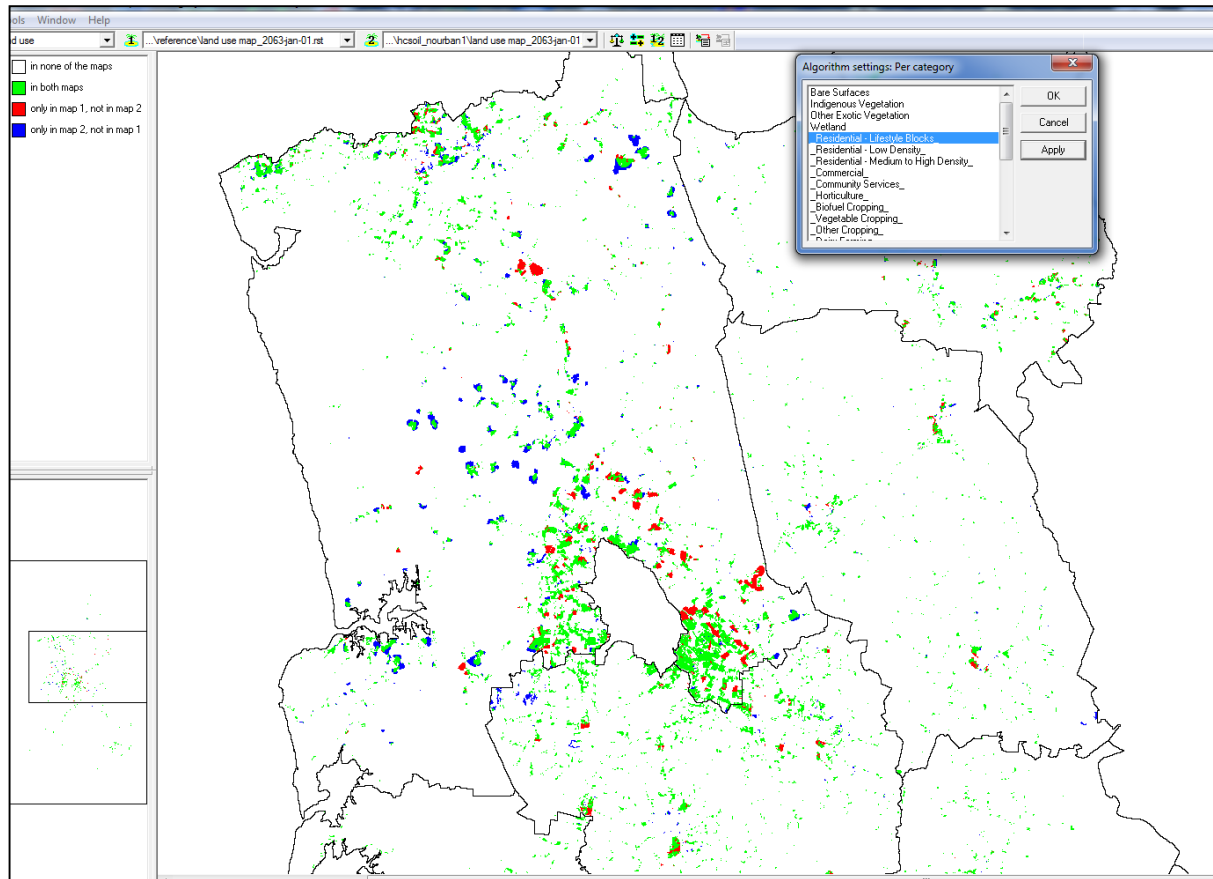 ols Window Help
nd use
1 ...\reference\land use map_2063-jan-01.rst
2 ...\hcsoil_nourban1\land use map_2063-jan-01
in none of the maps
in both maps
only in map 1, not in map 2
only in map 2, not in map 1
Algorithm settings: Per category
Bare Surfaces
Indigenous Vegetation
Other Exotic Vegetation
Wetland
_Residential - Lifestyle Blocks_
_Residential - Low Density_
_Residential - Medium to High Density_
_Commercial_
_Community Services_
_Horticulture_
_Biofuel Cropping_
_Vegetable Cropping_
_Other Cropping_
OK
Cancel
Apply